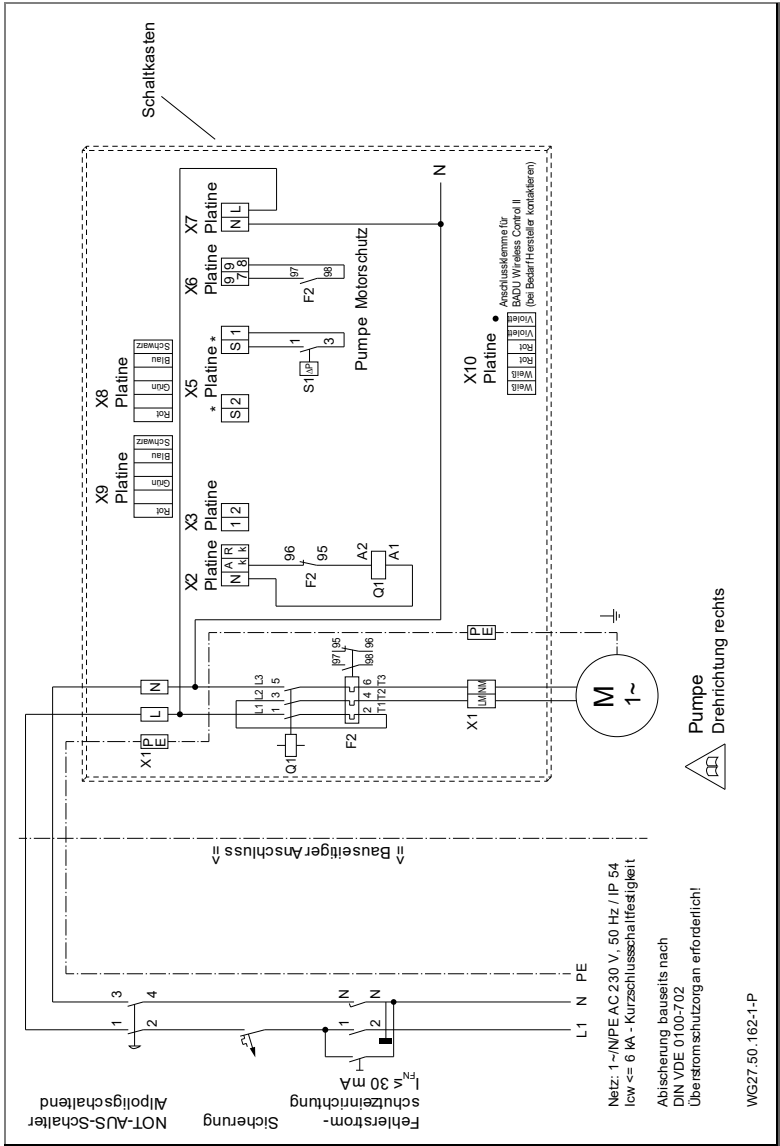 Schaltkasten
X9
Platine
Rot
Grün
Blau
Schwarz
X8
Platine
Rot
Grün
Blau
Schwarz
X2
Platine
N
A
k
R
k
X3
Platine
1 2
X5
Platine
*
S 2
*
S 1
X6
Platine
9
7
9
8
X7
Platine
N L
96
F2
95
A2
Q1
A1
1
S1 ΔP
3
97
F2
98
Pumpe Motorschutz
N
X10
Platine
Weiß
Weiß
Rot
Rot
Violett
Violett
Anschlussklemme für
BADU Wireless Control II
(bei Bedarf Hersteller kontaktieren)
X1
P
E
L
N
L1 L2 L3
1 3 5
Q1
F2
97 95
98 96
2 4 6
T1 T2 T3
X1
LM NM
P
E
M
1~
Pumpe
Drehrichtung rechts
<= Bauseitiger Anschluss =>
NOT-AUS-Schalter
Allpoligschaltend
1
2
3
4
Sicherung
Fehlerstrom-
schutzeinrichtung
IFN ≤ 30 mA
1
2
N
N
L1
N
PE
Netz: 1~/N/PE AC 230 V, 50 Hz / IP 54
Icw <= 6 kA - Kurzschlussschaltfestigkeit
Abischerung bauseits nach
DIN VDE 0100-702
Überstromschutzorgan erforderlich!
WG27.50.162-1-P